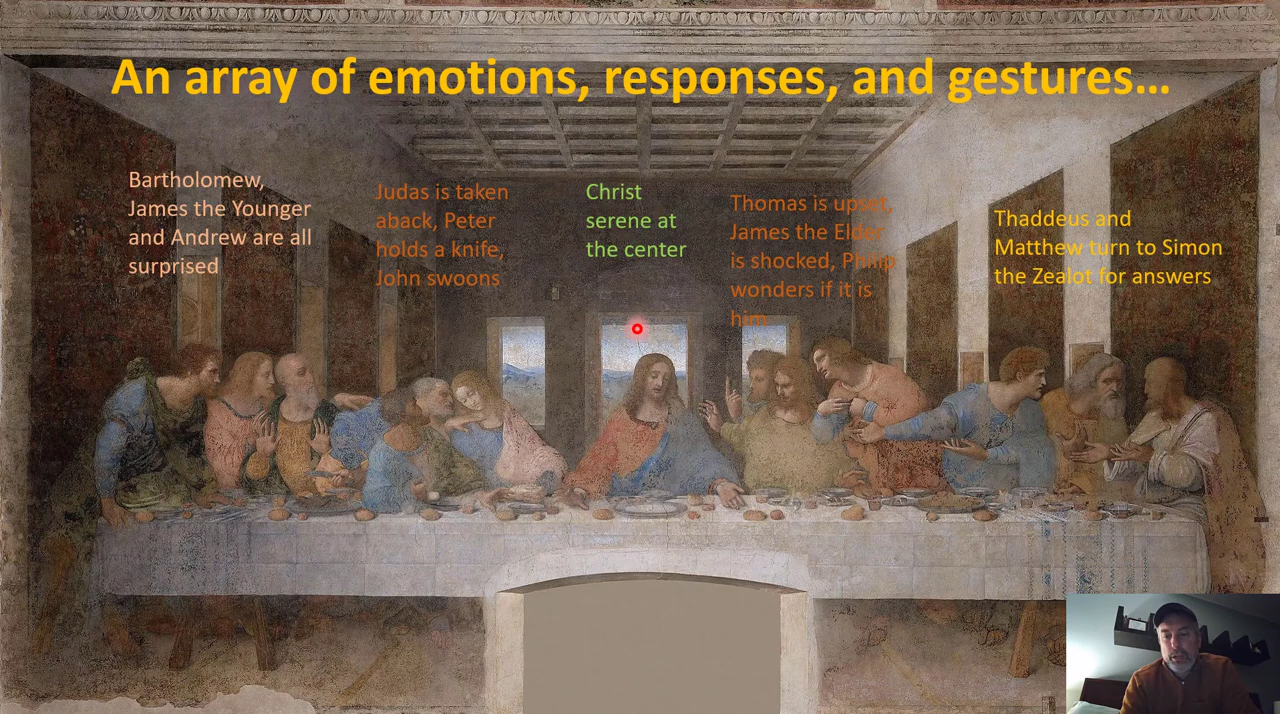 An array of emotions, responses, and gestures...
Bartholomew,
James the Younger
and Andrew are all
surprised
Judas is taken
aback, Peter
holds a knife,
John swoons
Christ
serene at
the center
Thomas is upset,
James the Elder
is shocked, Philip
wonders if it is
him
Thaddeus and
Matthew turn to Simon
the Zealot for answers